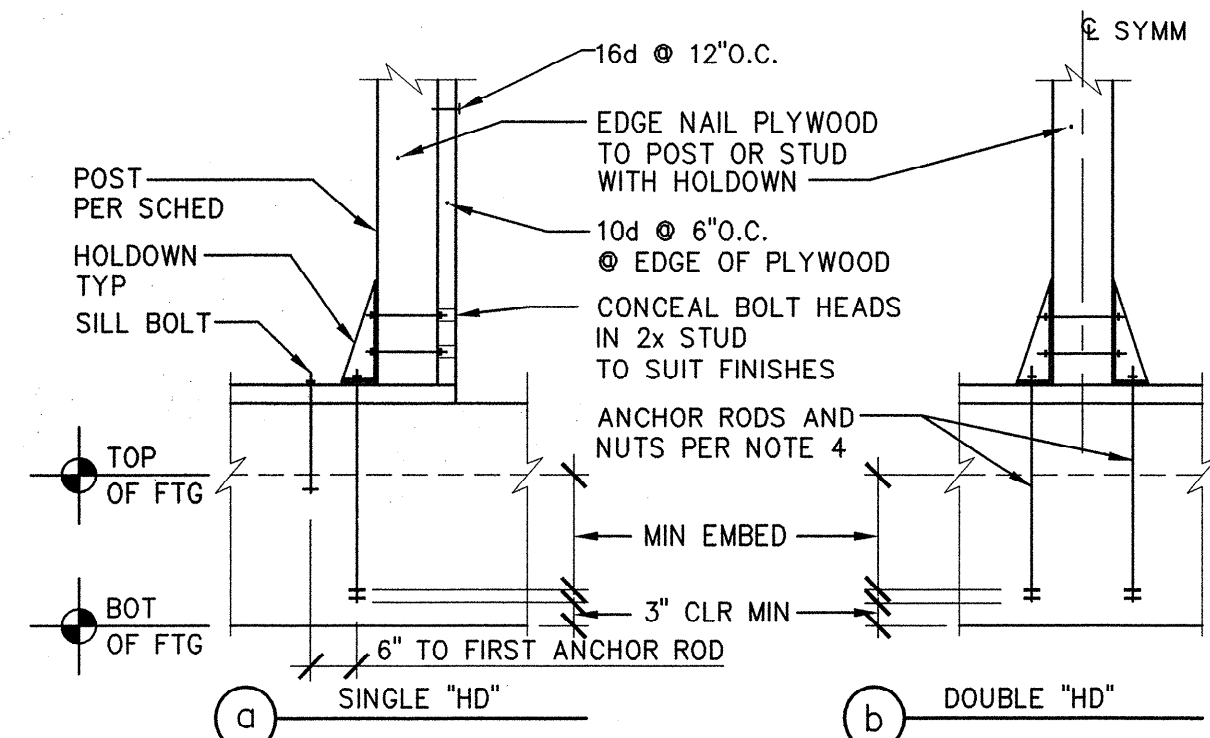 ℄ SYMM
16d @ 12"O.C.
EDGE NAIL PLYWOOD
TO POST OR STUD
WITH HOLDOWN
POST
PER SCHED
10d @ 6"O.C.
@ EDGE OF PLYWOOD
HOLDOWN
TYP
SILL BOLT
CONCEAL BOLT HEADS
IN 2x STUD
TO SUIT FINISHES
ANCHOR RODS AND
NUTS PER NOTE 4
TOP
OF FTG
MIN EMBED
BOT
OF FTG
3" CLR MIN
6" TO FIRST ANCHOR ROD
a
SINGLE "HD"
b
DOUBLE "HD"